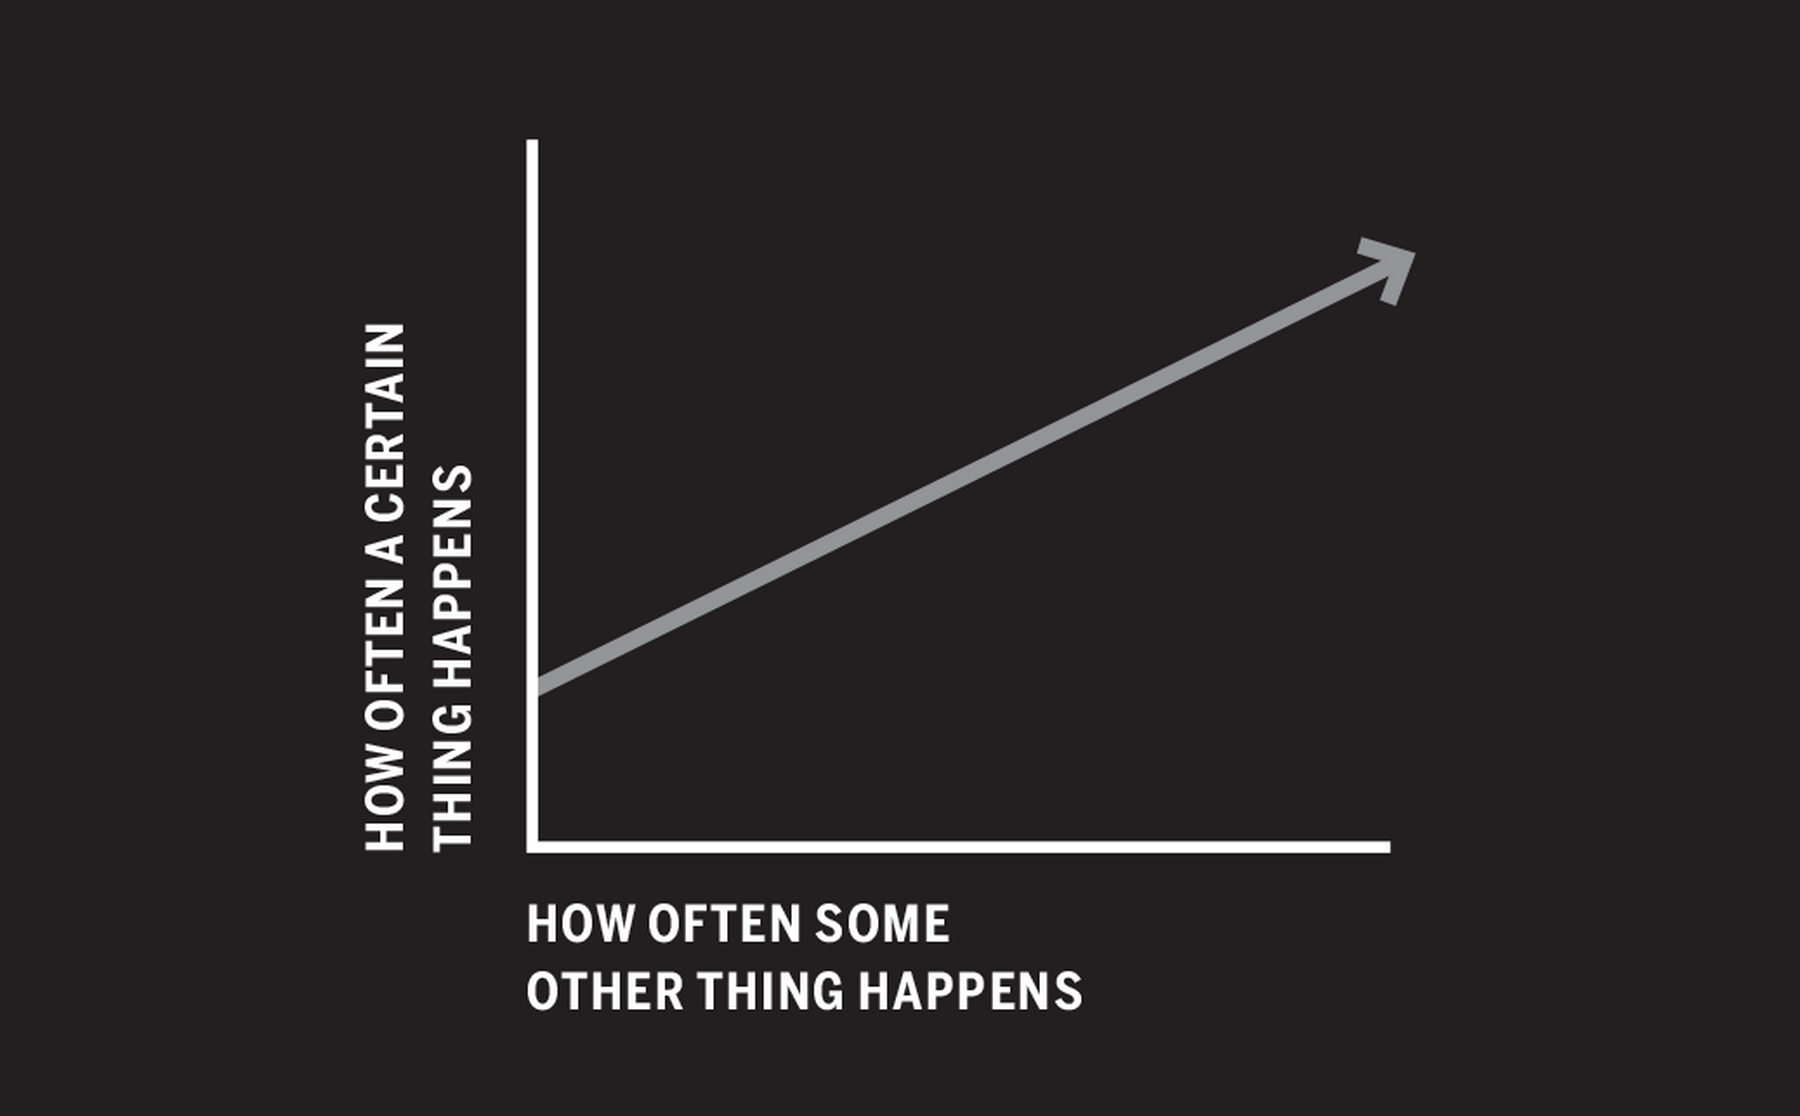 HOW OFTEN A CERTAIN
THING HAPPENS
HOW OFTEN SOME
OTHER THING HAPPENS